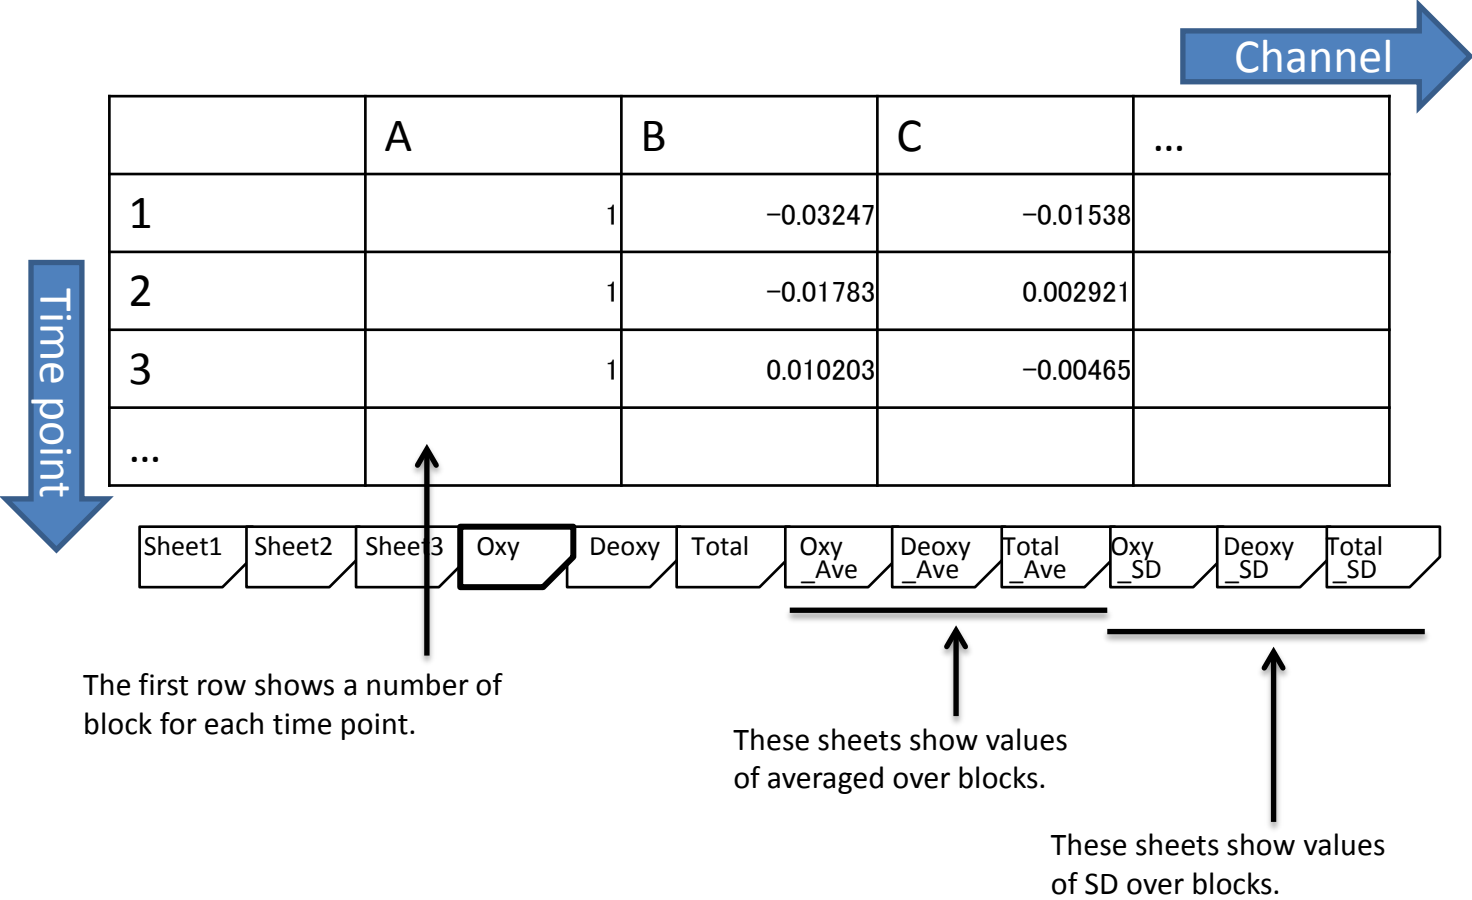 Channel
A B C ...
1 1 -0.03247 -0.01538
2 1 -0.01783 0.002921
3 1 0.010203 -0.00465
...
Time point
Sheet1 Sheet2 Sheet3 Oxy Deoxy Total Oxy Deoxy Total Oxy Deoxy Total
_Ave _Ave _Ave _SD _SD _SD
The first row shows a number of
block for each time point.
These sheets show values
of averaged over blocks.
These sheets show values
of SD over blocks.